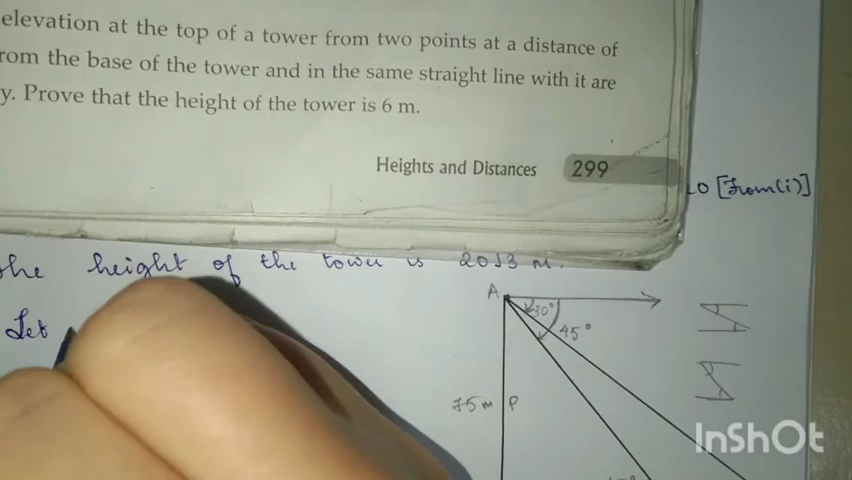 elevation at the top of a tower from two points at a distance of
rom the base of the tower and in the same straight line with it are
y. Prove that the height of the tower is 6 m.
Heights and Distances 299
[From(i)]
he height of the tower is 20√3 m.
Let
A
30°
45°
75 m P
InShOt